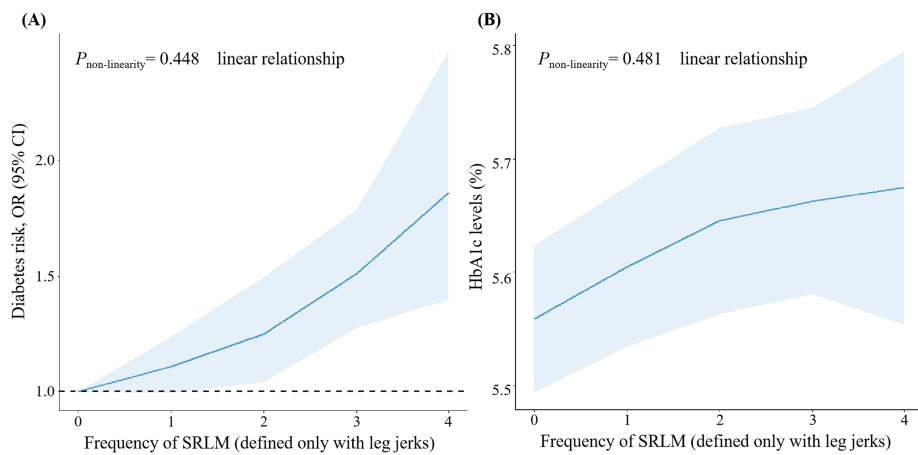 (A)
P non-linearity= 0.448 linear relationship
Diabetes risk, OR (95% CI)
2.0
1.5
1.0
0 1 2 3 4
Frequency of SRLM (defined only with leg jerks)
(B)
P non-linearity= 0.481 linear relationship
HbA1c levels (%)
5.8
5.7
5.6
5.5
0 1 2 3 4
Frequency of SRLM (defined only with leg jerks)